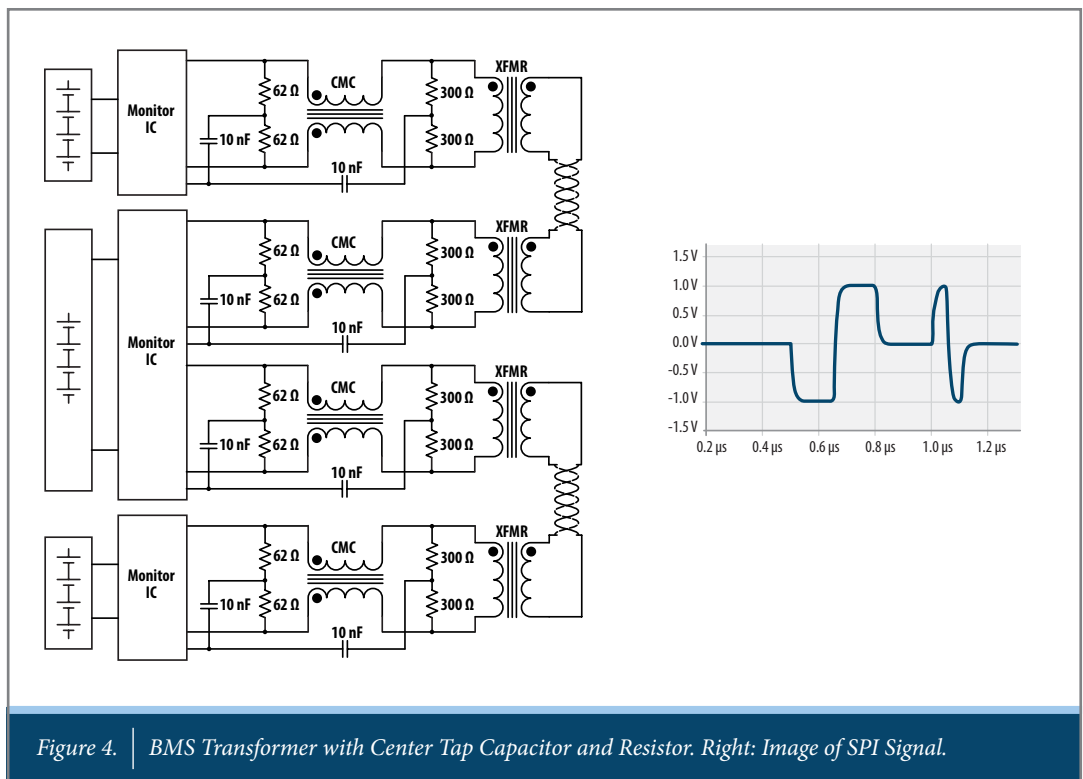 Monitor
IC
62 Ω
62 Ω
10 nF
CMC
10 nF
300 Ω
300 Ω
XFMR
Monitor
IC
62 Ω
62 Ω
10 nF
CMC
10 nF
300 Ω
300 Ω
XFMR
62 Ω
62 Ω
10 nF
CMC
10 nF
300 Ω
300 Ω
XFMR
Monitor
IC
62 Ω
62 Ω
10 nF
CMC
10 nF
300 Ω
300 Ω
XFMR
1.5 V
1.0 V
0.5 V
0.0 V
-0.5 V
-1.0 V
-1.5 V
0.2 µs 0.4 µs 0.6 µs 0.8 µs 1.0 µs 1.2 µs
Figure 4. BMS Transformer with Center Tap Capacitor and Resistor. Right: Image of SPI Signal.